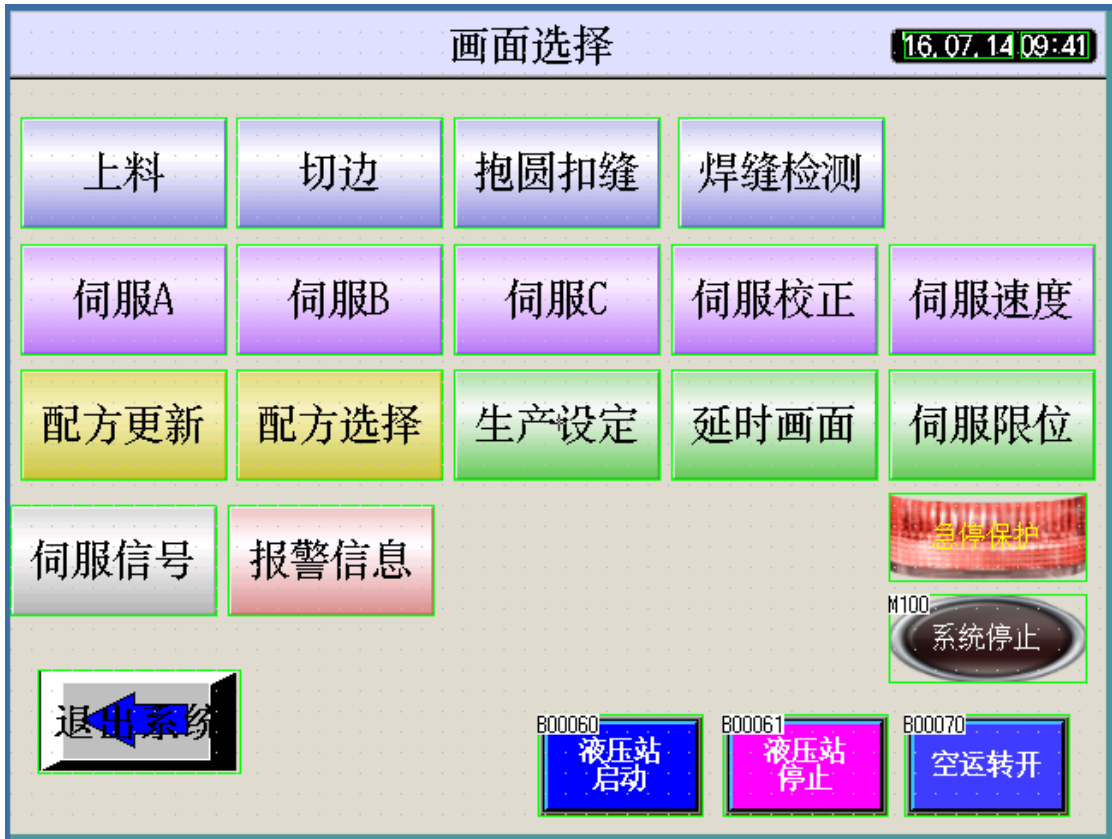 画面选择
16.07.14 09:41
上料
切边
抱圆扣缝
焊缝检测
伺服A
伺服B
伺服C
伺服校正
伺服速度
配方更新
配方选择
生产设定
延时画面
伺服限位
伺服信号
报警信息
急停保护
M100
系统停止
退出系统
B00060
液压站
启动
B00061
液压站
停止
B00070
空运转开